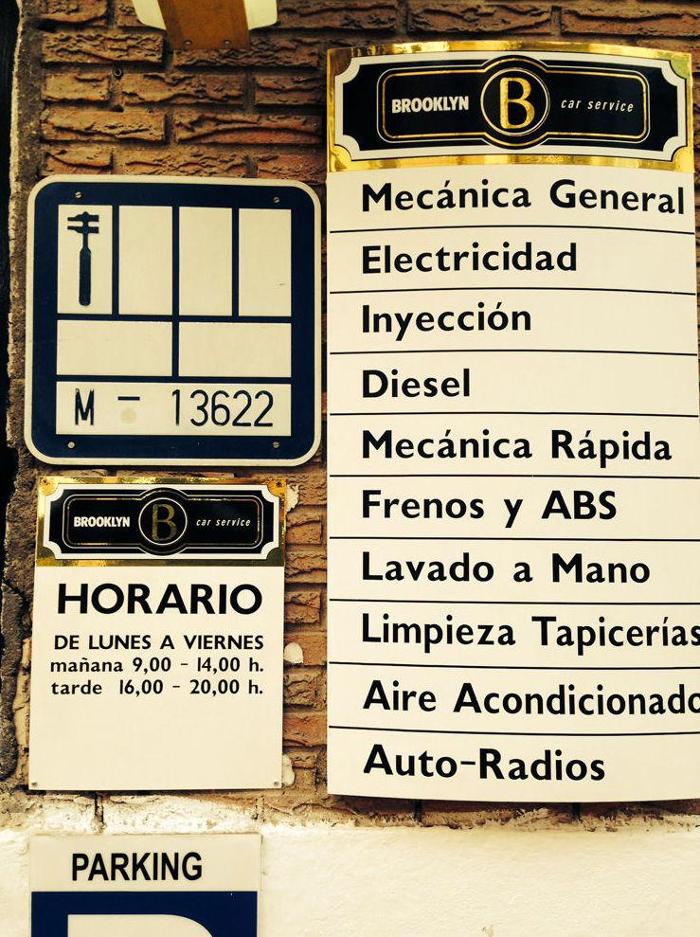 BROOKLYN B car service
Mecánica General
Electricidad
Inyección
Diesel
Mecánica Rápida
Frenos y ABS
Lavado a Mano
Limpieza Tapicerías
Aire Acondicionado
Auto-Radios
M - 13622
BROOKLYN B car service
HORARIO
DE LUNES A VIERNES
mañana 9,00 - 14,00 h.
tarde 16,00 - 20,00 h.
PARKING
P